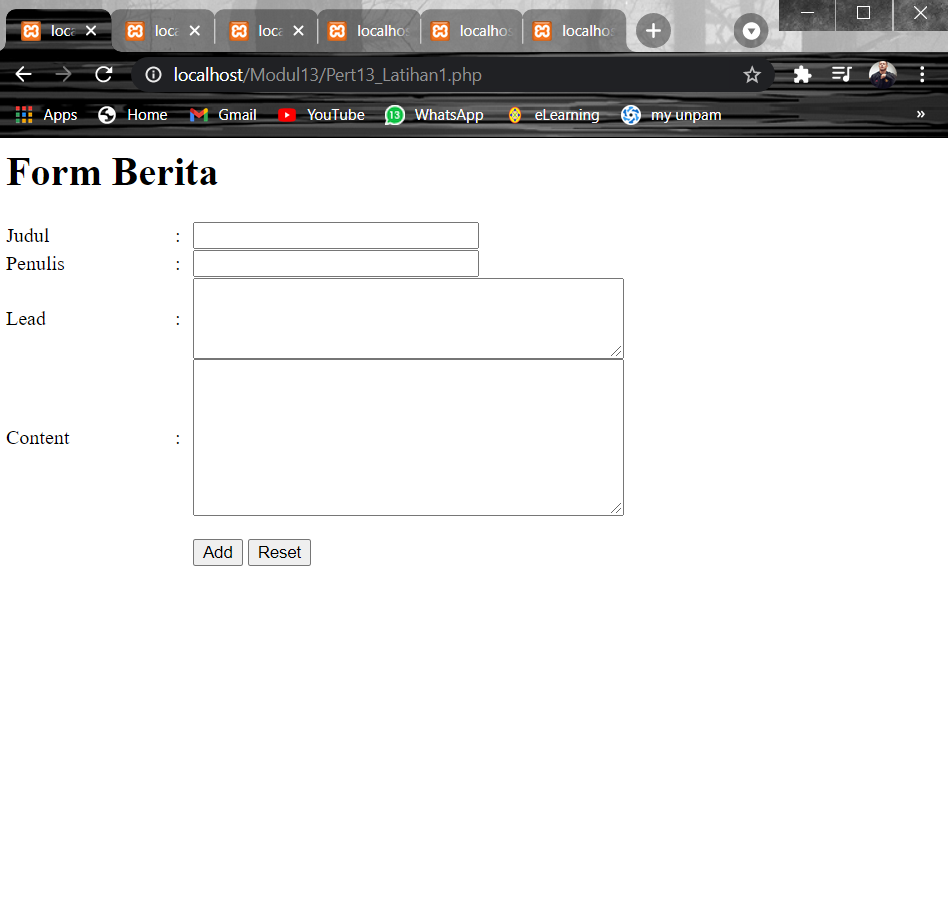 loca loca loca localhos localhos localhos
localhost/Modul13/Pert13_Latihan1.php
Apps Home Gmail YouTube 13 WhatsApp eLearning my unpam »
Form Berita
Judul :
Penulis :
Lead :
Content :
Add Reset